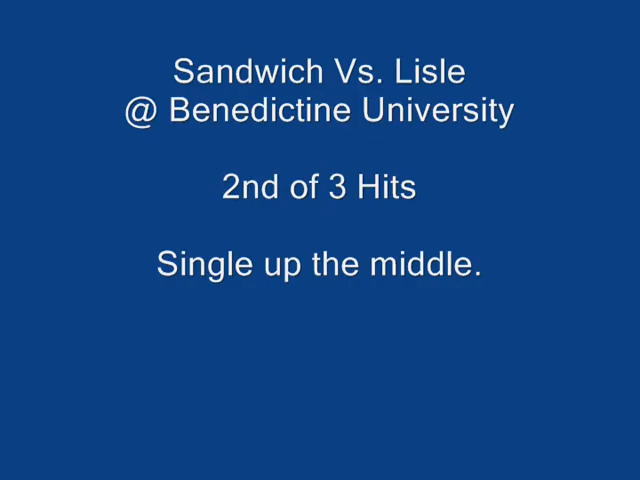 Sandwich Vs. Lisle
@ Benedictine University
2nd of 3 Hits
Single up the middle.